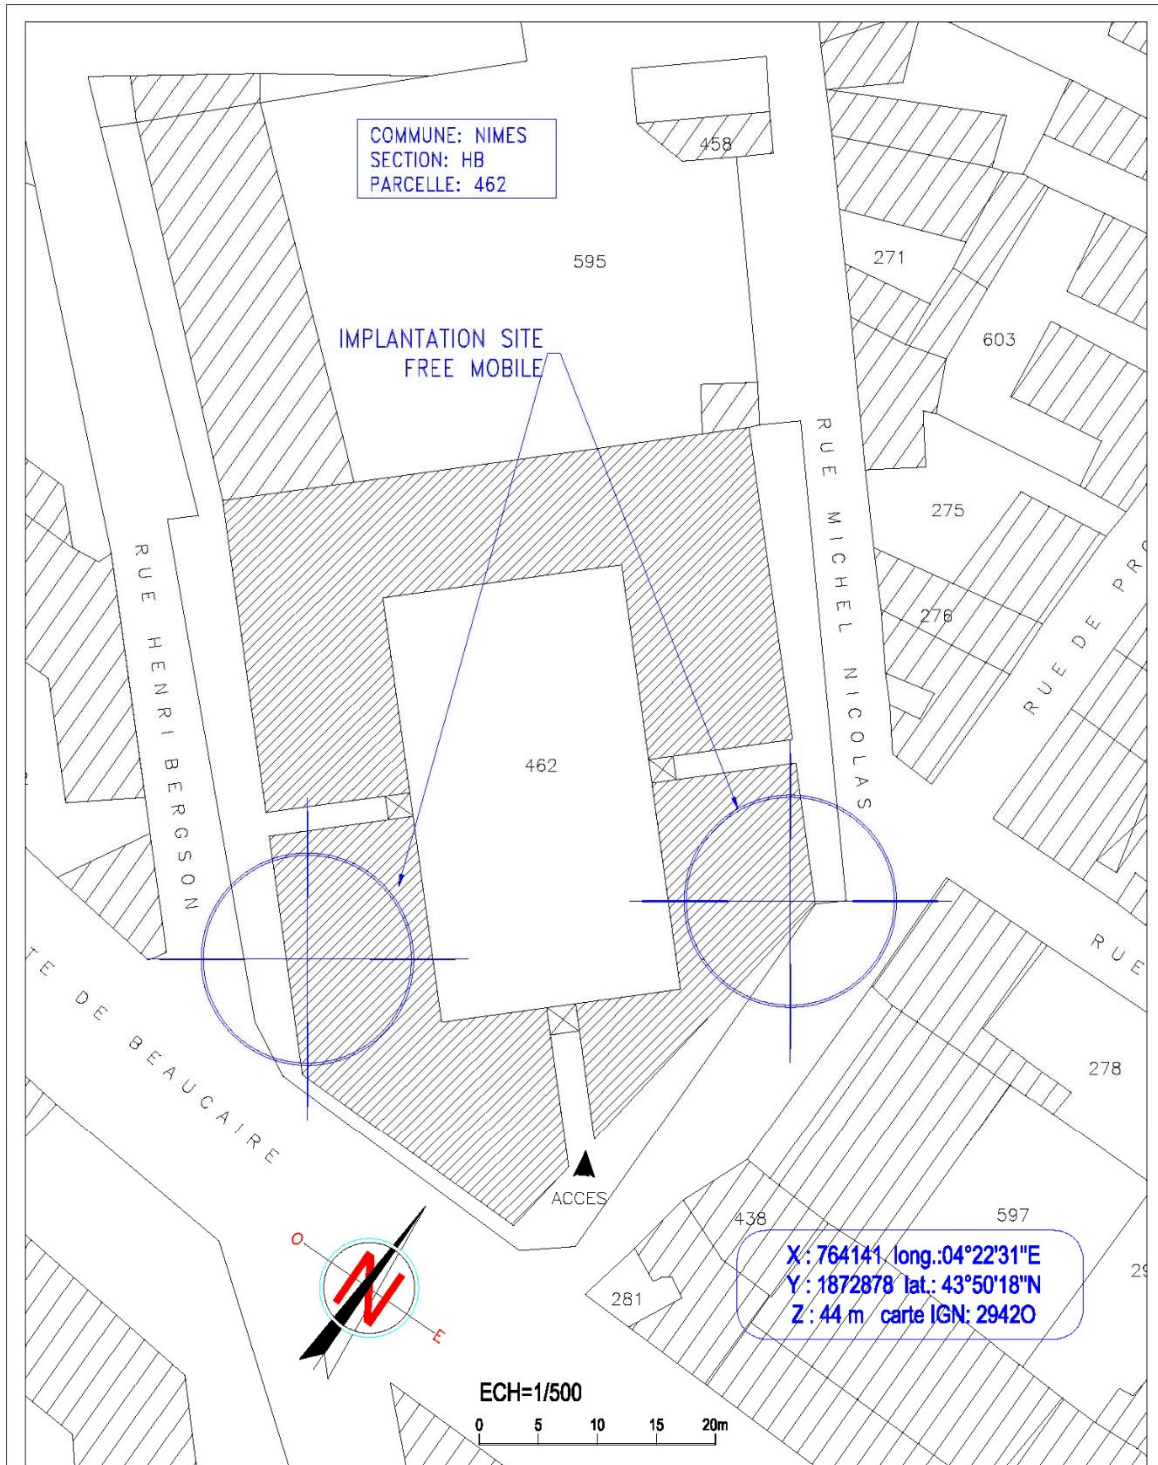 COMMUNE: NIMES
SECTION: HB
PARCELLE: 462
458
595
271
IMPLANTATION SITE
FREE MOBILE
603
RUE MICHEL NICOLAS
275
RUE HENRI BERGSON
276
RUE DE PRO
462
TE DE BEAUCAIRE
RUE
278
ACCES
438
597
O
N
E
281
29
X : 764141 long.:04°22'31"E
Y : 1872878 lat.: 43°50'18"N
Z : 44 m carte IGN: 2942O
ECH=1/500
0 5 10 15 20m